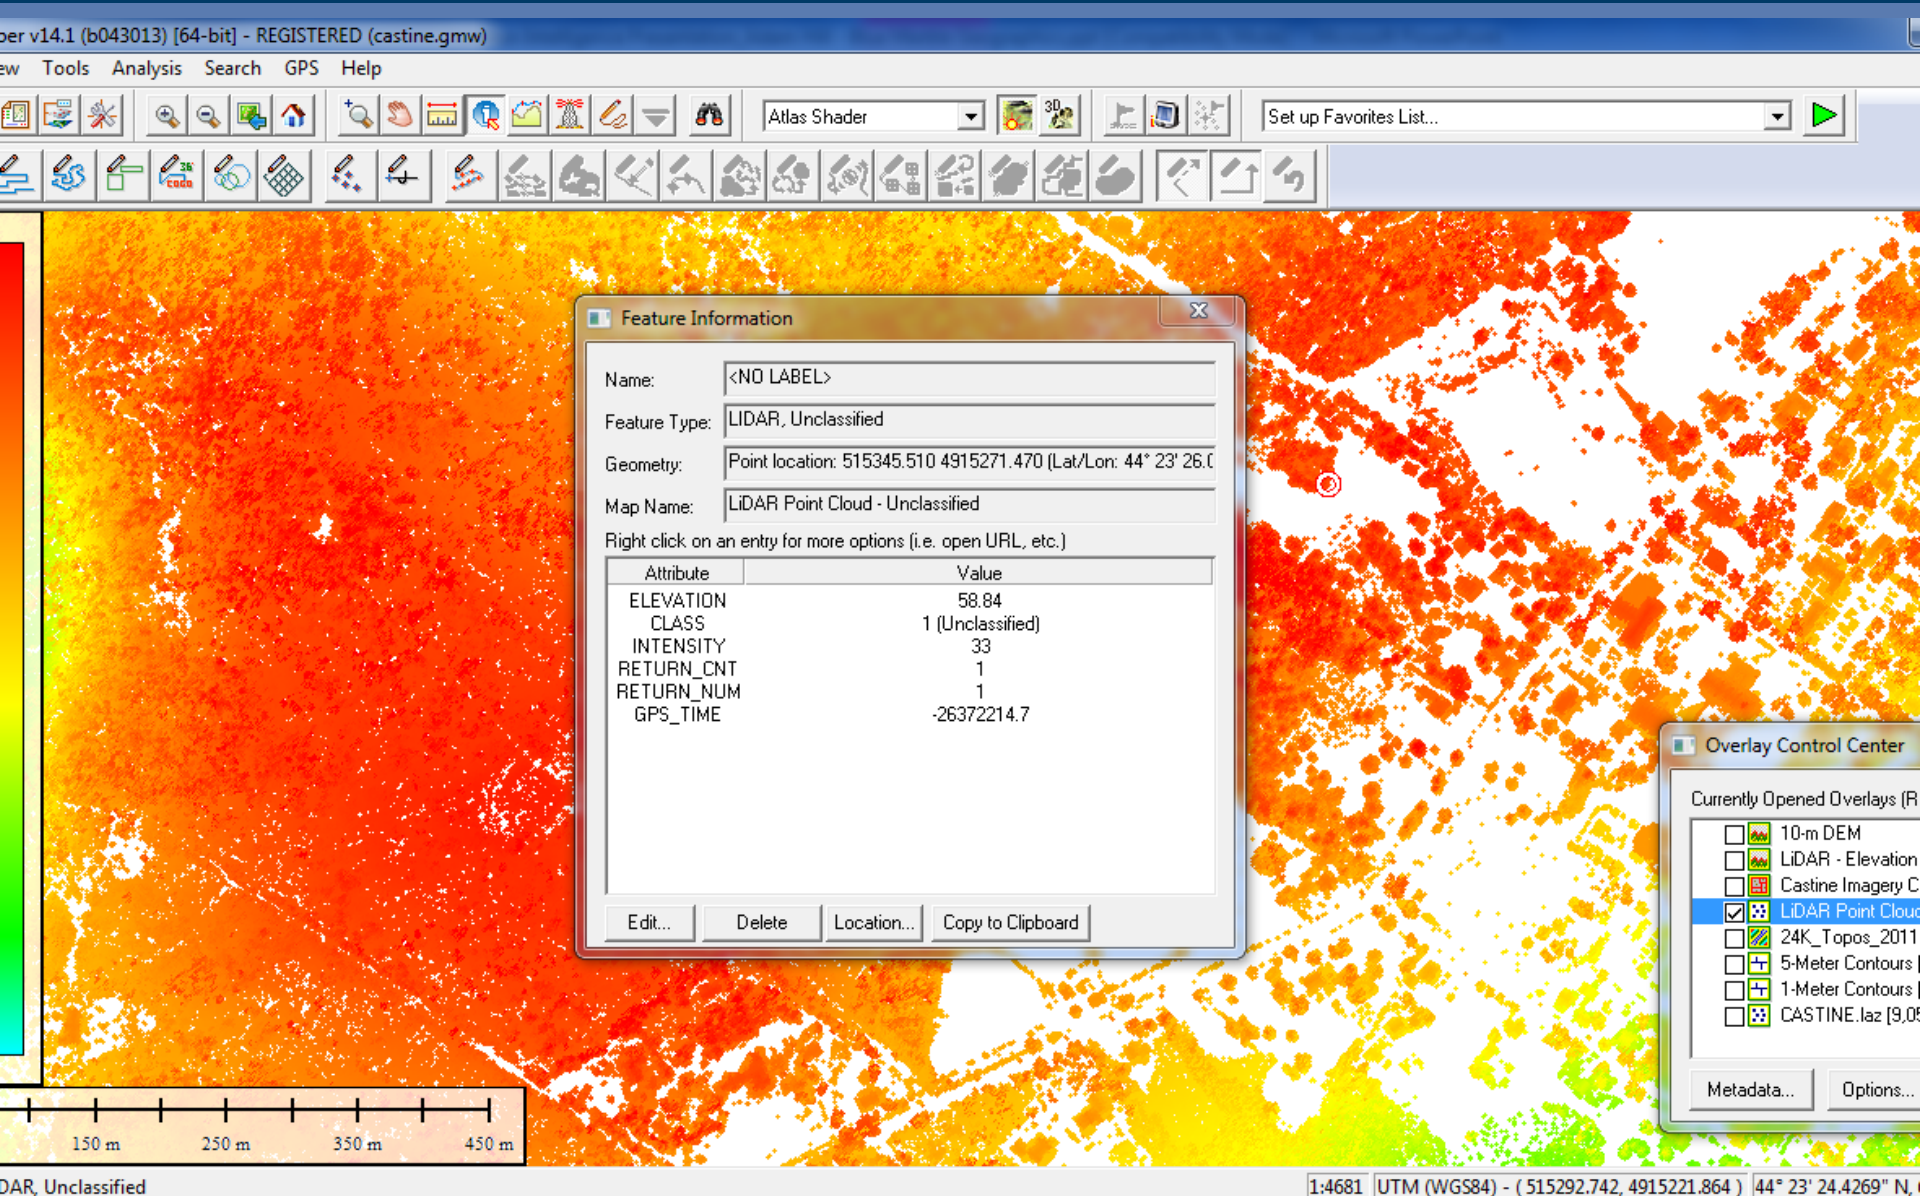 per v14.1 (b043013) [64-bit] - REGISTERED (castine.gmw)
ew Tools Analysis Search GPS Help
Atlas Shader
3D
Set up Favorites List...
Feature Information
Name: <NO LABEL>
Feature Type: LIDAR, Unclassified
Geometry: Point location: 515345.510 4915271.470 (Lat/Lon: 44° 23' 26.0
Map Name: LiDAR Point Cloud - Unclassified
Right click on an entry for more options (i.e. open URL, etc.)
Attribute Value
ELEVATION 58.84
CLASS 1 (Unclassified)
INTENSITY 33
RETURN_CNT 1
RETURN_NUM 1
GPS_TIME -26372214.7
Edit... Delete Location... Copy to Clipboard
Overlay Control Center
Currently Opened Overlays (R
10-m DEM
LiDAR - Elevation
Castine Imagery C
LiDAR Point Cloud
24K_Topos_2011
5-Meter Contours [
1-Meter Contours [
CASTINE.laz [9,05
Metadata... Options...
150 m 250 m 350 m 450 m
DAR, Unclassified
1:4681 UTM (WGS84) - ( 515292.742, 4915221.864 ) 44° 23' 24.4269" N,